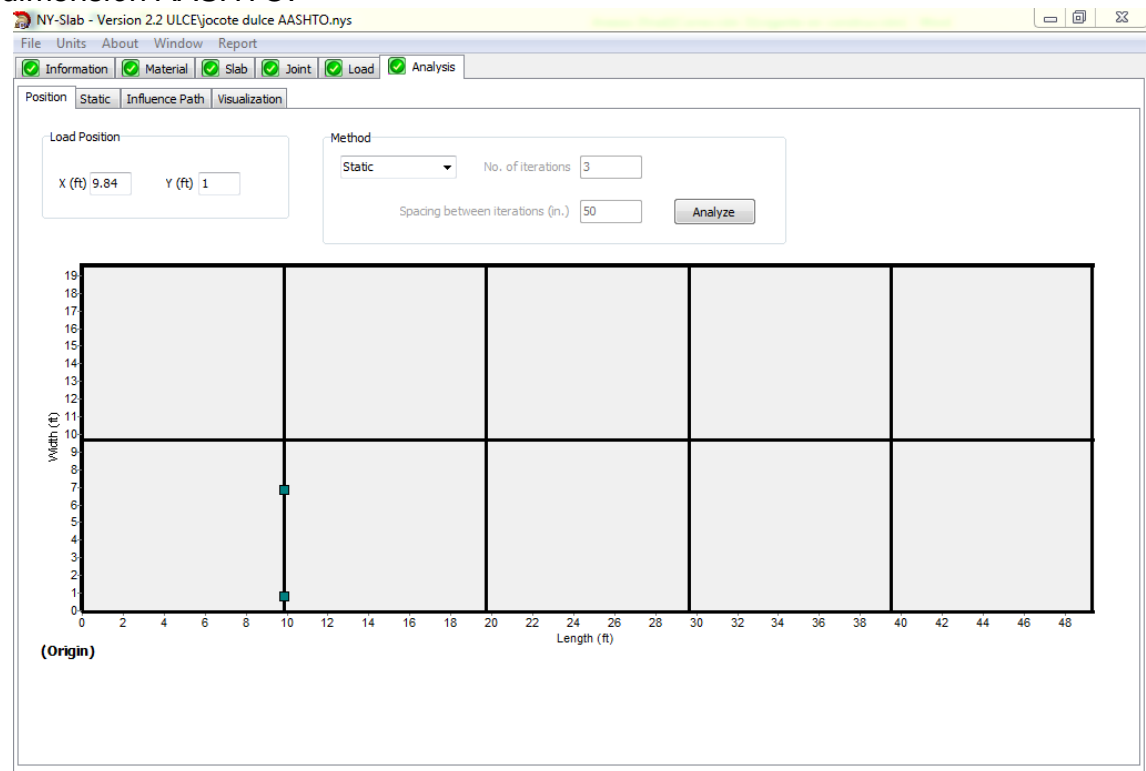 dimensión AASHTO.
NY-Slab - Version 2.2 ULCE\jocote dulce AASHTO.nys
File Units About Window Report
Information Material Slab Joint Load Analysis
Position Static Influence Path Visualization
Load Position
X (ft) 9.84 Y (ft) 1
Method
Static No. of iterations 3
Spacing between iterations (in.) 50 Analyze
Width (ft)
19
18
17
16
15
14
13
12
11
10
9
8
7
6
5
4
3
2
1
0
0 2 4 6 8 10 12 14 16 18 20 22 24 26 28 30 32 34 36 38 40 42 44 46 48
Length (ft)
(Origin)